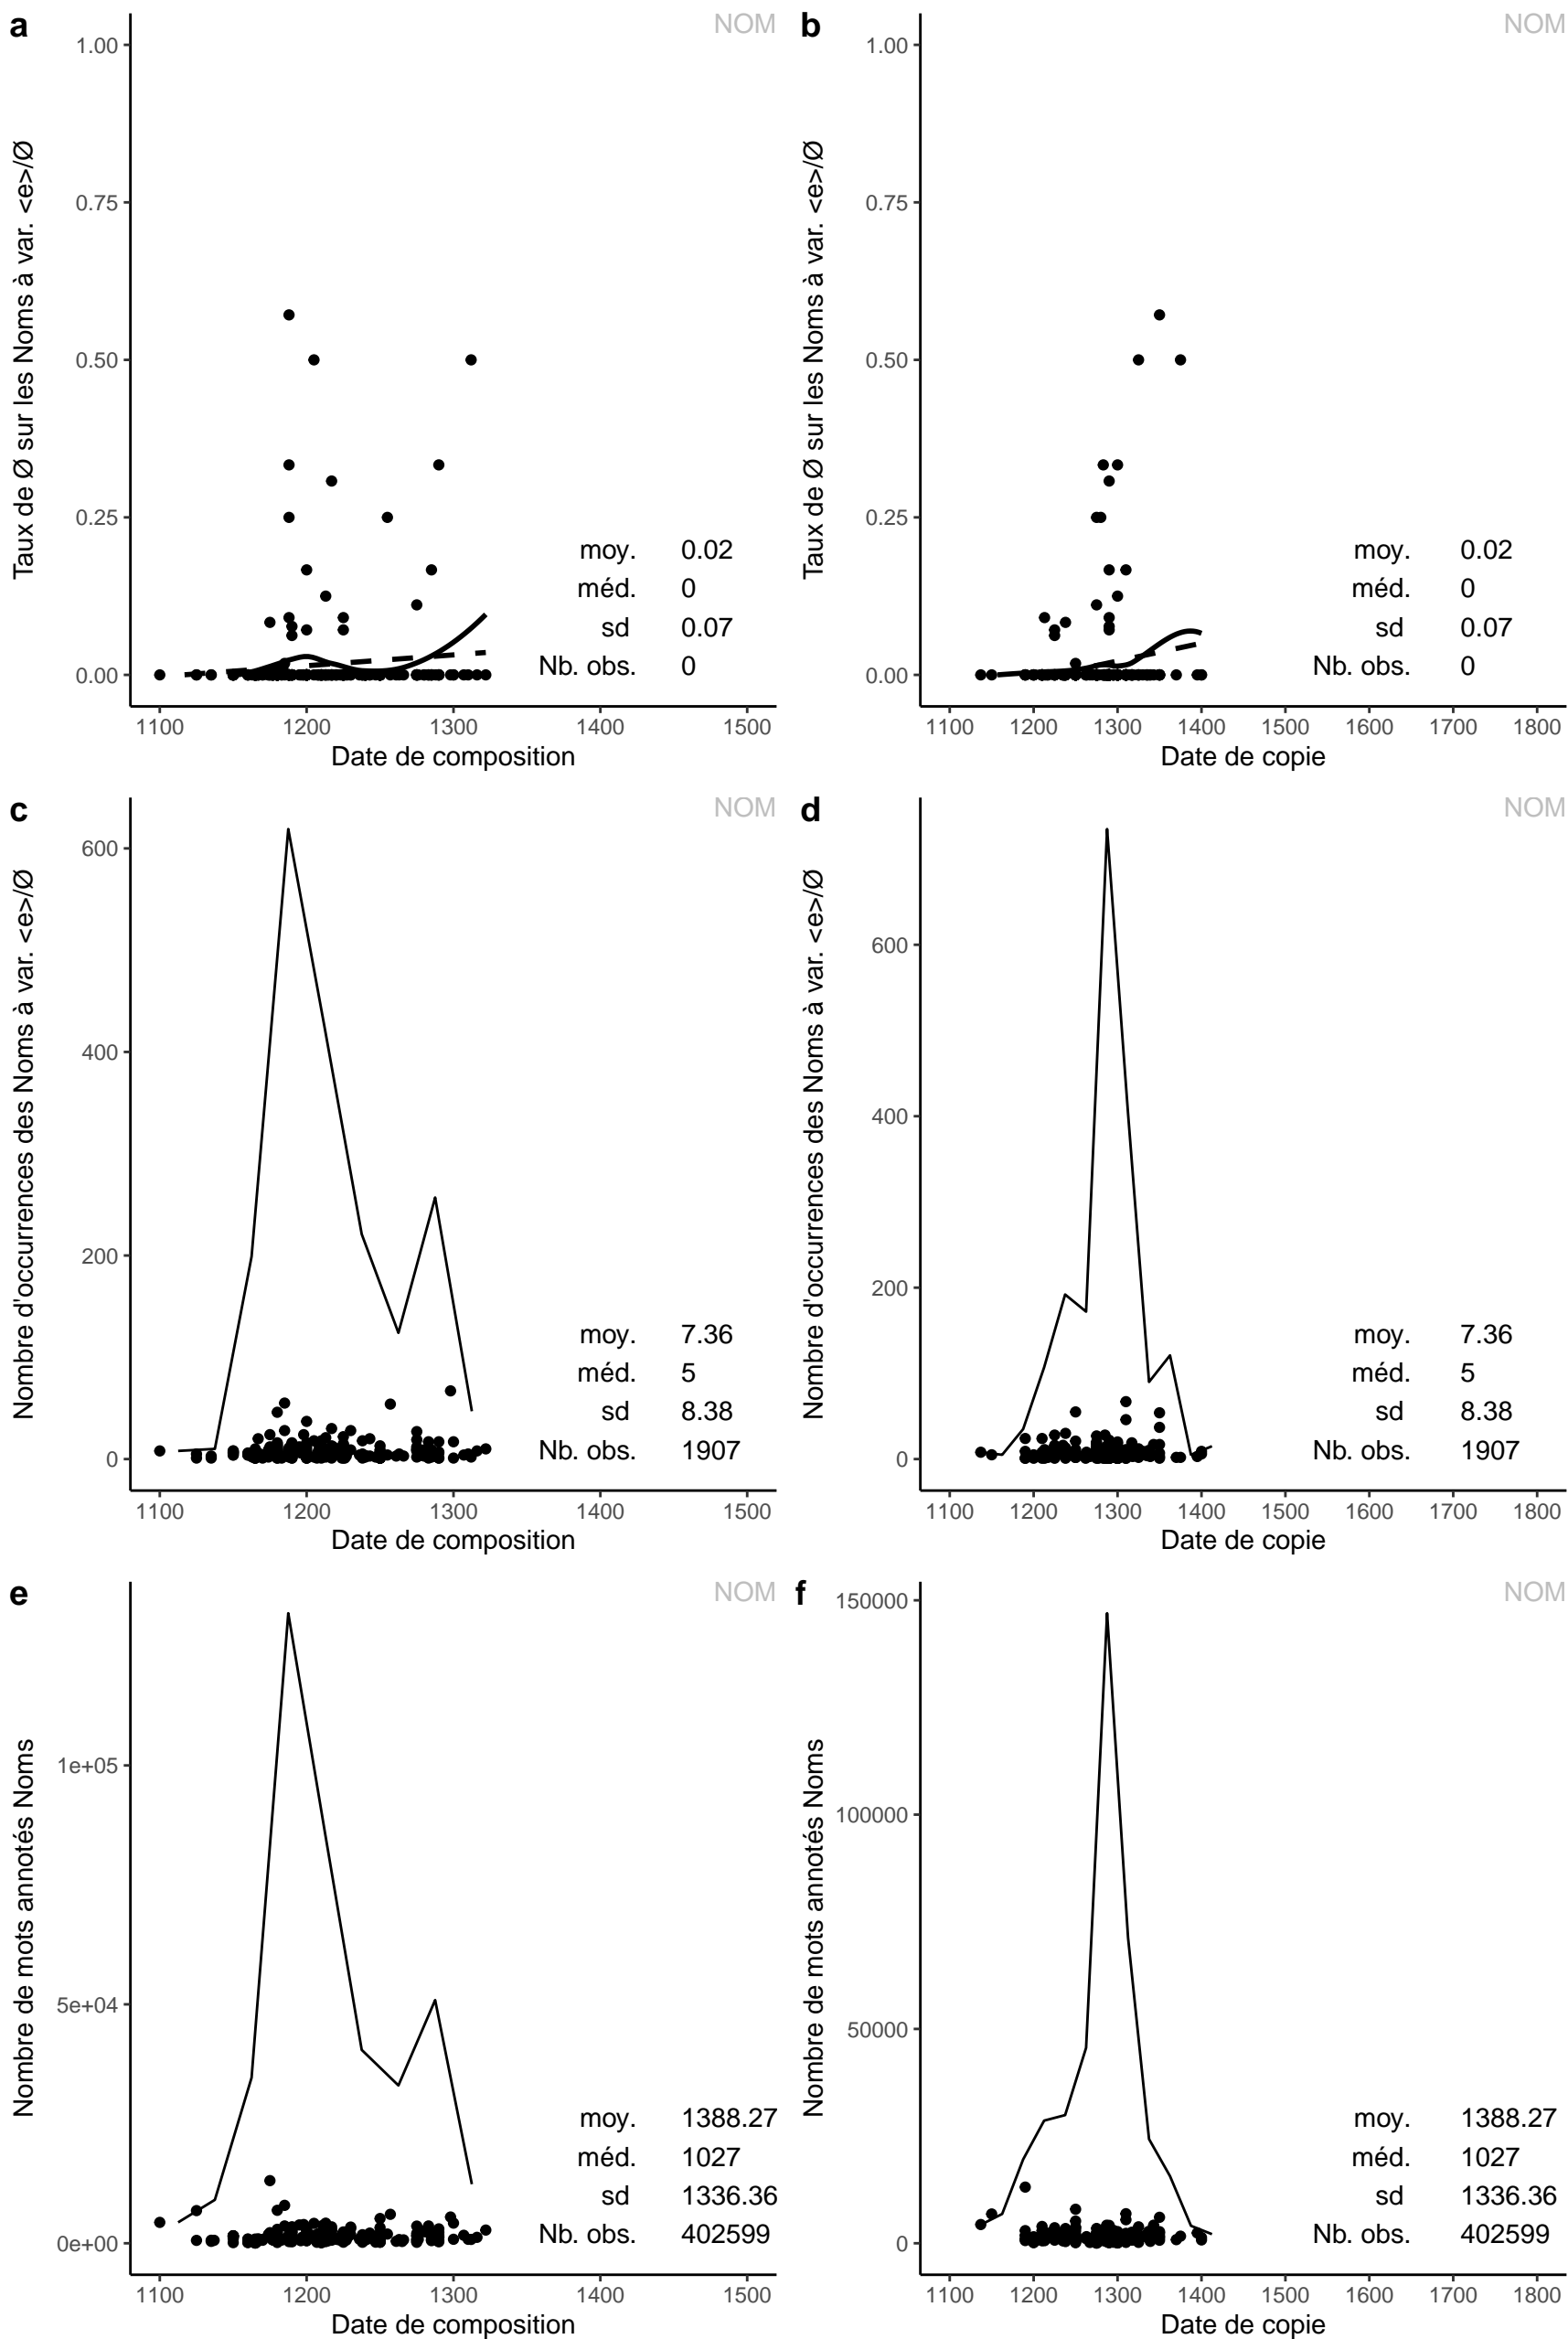 a
NOM
1.00
0.75
0.50
0.25
0.00
Taux de Ø sur les Noms à var. <e>/Ø
moy. 0.02
méd. 0
sd 0.07
Nb. obs. 0
1100 1200 1300 1400 1500
Date de composition
b
NOM
1.00
0.75
0.50
0.25
0.00
Taux de Ø sur les Noms à var. <e>/Ø
moy. 0.02
méd. 0
sd 0.07
Nb. obs. 0
1100 1200 1300 1400 1500 1600 1700 1800
Date de copie
c
NOM
600
400
200
0
Nombre d'occurrences des Noms à var. <e>/Ø
moy. 7.36
méd. 5
sd 8.38
Nb. obs. 1907
1100 1200 1300 1400 1500
Date de composition
d
NOM
600
400
200
0
Nombre d'occurrences des Noms à var. <e>/Ø
moy. 7.36
méd. 5
sd 8.38
Nb. obs. 1907
1100 1200 1300 1400 1500 1600 1700 1800
Date de copie
e
NOM
1e+05
5e+04
0e+00
Nombre de mots annotés Noms
moy. 1388.27
méd. 1027
sd 1336.36
Nb. obs. 402599
1100 1200 1300 1400 1500
Date de composition
f
NOM
150000
100000
50000
0
Nombre de mots annotés Noms
moy. 1388.27
méd. 1027
sd 1336.36
Nb. obs. 402599
1100 1200 1300 1400 1500 1600 1700 1800
Date de copie